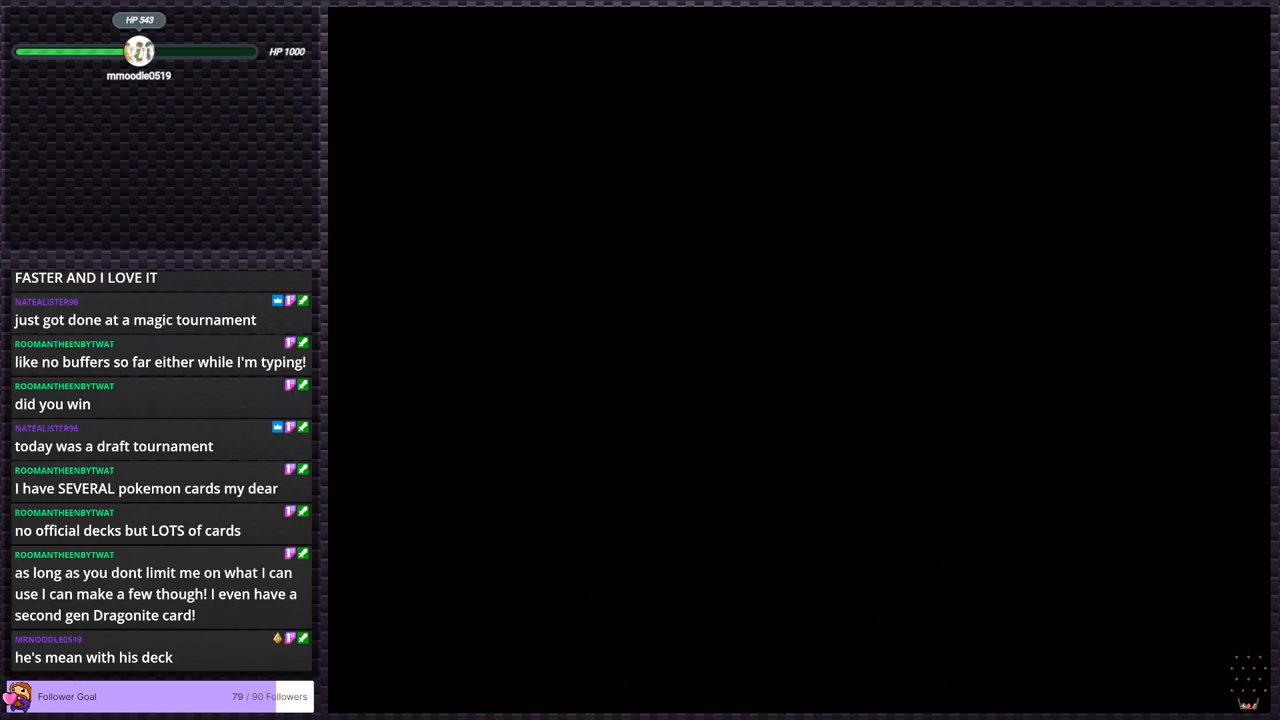 HP 543
HP 1000
mrnoodle0519
FASTER AND I LOVE IT
NATEALISTER96
just got done at a magic tournament
ROOMANTHEENBYTWAT
like no buffers so far either while I'm typing!
ROOMANTHEENBYTWAT
did you win
NATEALISTER96
today was a draft tournament
ROOMANTHEENBYTWAT
I have SEVERAL pokemon cards my dear
ROOMANTHEENBYTWAT
no official decks but LOTS of cards
ROOMANTHEENBYTWAT
as long as you dont limit me on what I can
use I can make a few though! I even have a
second gen Dragonite card!
MRNOODLE0519
he's mean with his deck
Follower Goal 79 / 90 Followers